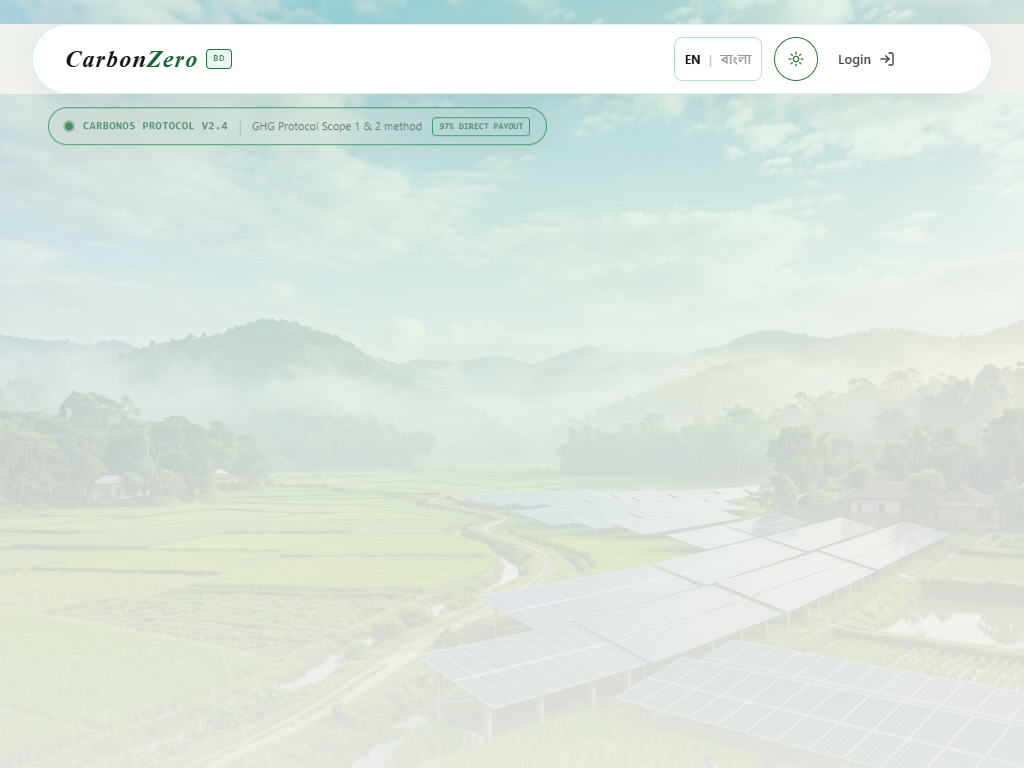 CarbonZero BD
EN | বাংলা
Login
CARBONOS PROTOCOL V2.4 | GHG Protocol Scope 1 & 2 method 97% DIRECT PAYOUT